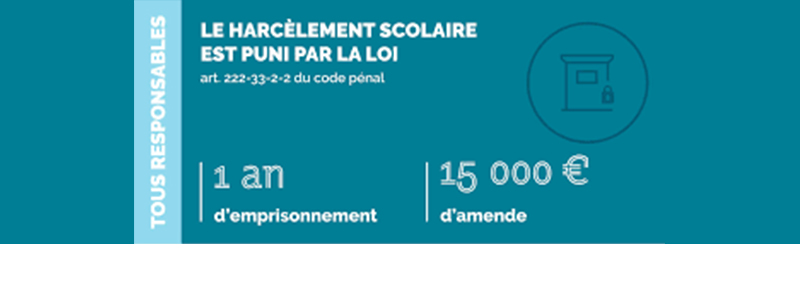 TOUS RESPONSABLES
LE HARCÈLEMENT SCOLAIRE
EST PUNI PAR LA LOI
art. 222-33-2-2 du code pénal
1 an
d'emprisonnement
15 000 €
d'amende